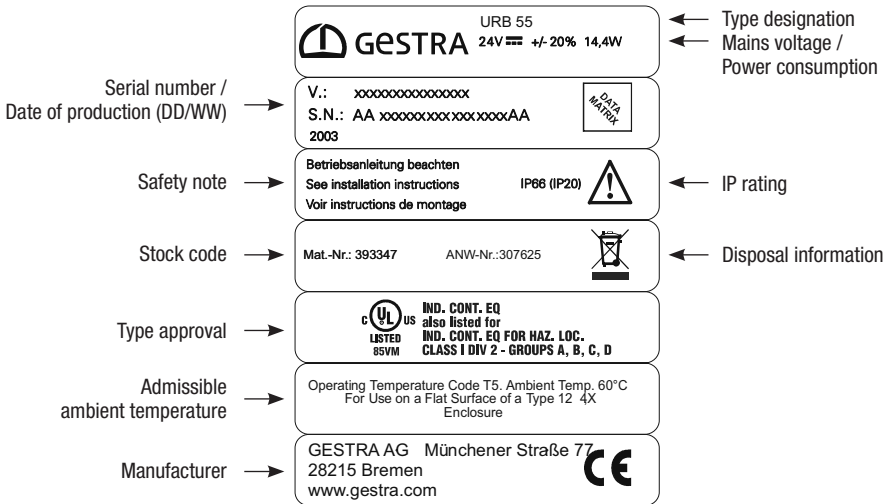 URB 55
GESTRA 24V +/- 20% 14,4W
Type designation
Mains voltage /
Power consumption
Serial number /
Date of production (DD/WW)
V.: xxxxxxxxxxxxxxx
S.N.: AA xxxxxxxxxxxxxxxxAA
2003
DATA
MATRIX
Safety note
Betriebsanleitung beachten
See installation instructions
Voir instructions de montage
IP66 (IP20)
IP rating
Stock code
Mat.-Nr.: 393347 ANW-Nr.:307625
Disposal information
Type approval
C UL US
LISTED
85VM
IND. CONT. EQ
also listed for
IND. CONT. EQ FOR HAZ. LOC.
CLASS I DIV 2 - GROUPS A, B, C, D
Admissible
ambient temperature
Operating Temperature Code T5. Ambient Temp. 60°C
For Use on a Flat Surface of a Type 12 4X
Enclosure
Manufacturer
GESTRA AG Münchener Straße 77
28215 Bremen
www.gestra.com
CE